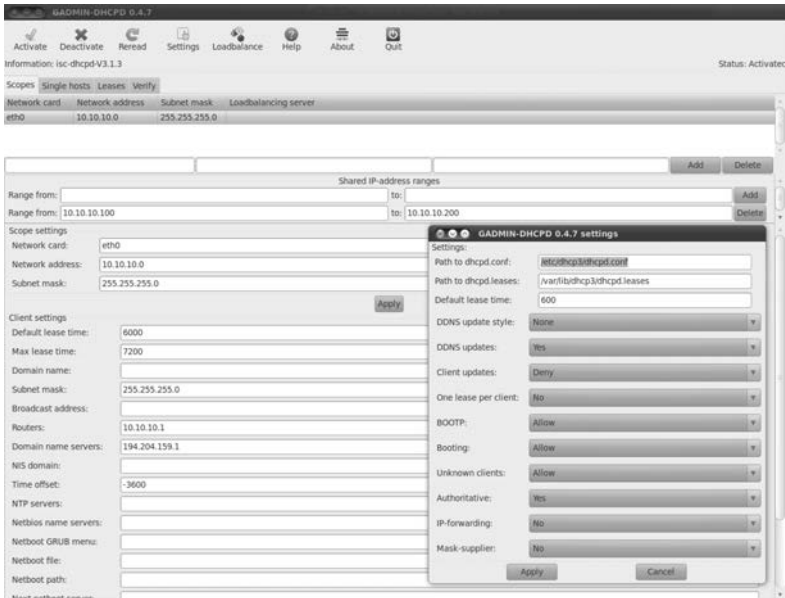 GADMIN-DHCPD 0.4.7
Activate Deactivate Reread Settings Loadbalance Help About Quit
Information: isc-dhcpd-V3.1.3 Status: Activated
Scopes Single hosts Leases Verify
Network card Network address Subnet mask Loadbalancing server
eth0 10.10.10.0 255.255.255.0
Add Delete
Shared IP-address ranges
Range from: to: Add
Range from: 10.10.10.100 to: 10.10.10.200 Delete
Scope settings
Network card: eth0
Network address: 10.10.10.0
Subnet mask: 255.255.255.0
Apply
Client settings
Default lease time: 6000
Max lease time: 7200
Domain name:
Subnet mask: 255.255.255.0
Broadcast address:
Routers: 10.10.10.1
Domain name servers: 194.204.159.1
NIS domain:
Time offset: -3600
NTP servers:
Netbios name servers:
Netboot GRUB menu:
Netboot file:
Netboot path:
Next netboot server
GADMIN-DHCPD 0.4.7 settings
Settings:
Path to dhcpd.conf: /etc/dhcp3/dhcpd.conf
Path to dhcpd.leases: /var/lib/dhcp3/dhcpd.leases
Default lease time: 600
DDNS update style: None
DDNS updates: Yes
Client updates: Deny
One lease per client: No
BOOTP: Allow
Booting: Allow
Unknown clients: Allow
Authoritative: Yes
IP-forwarding: No
Mask-supplier: No
Apply Cancel